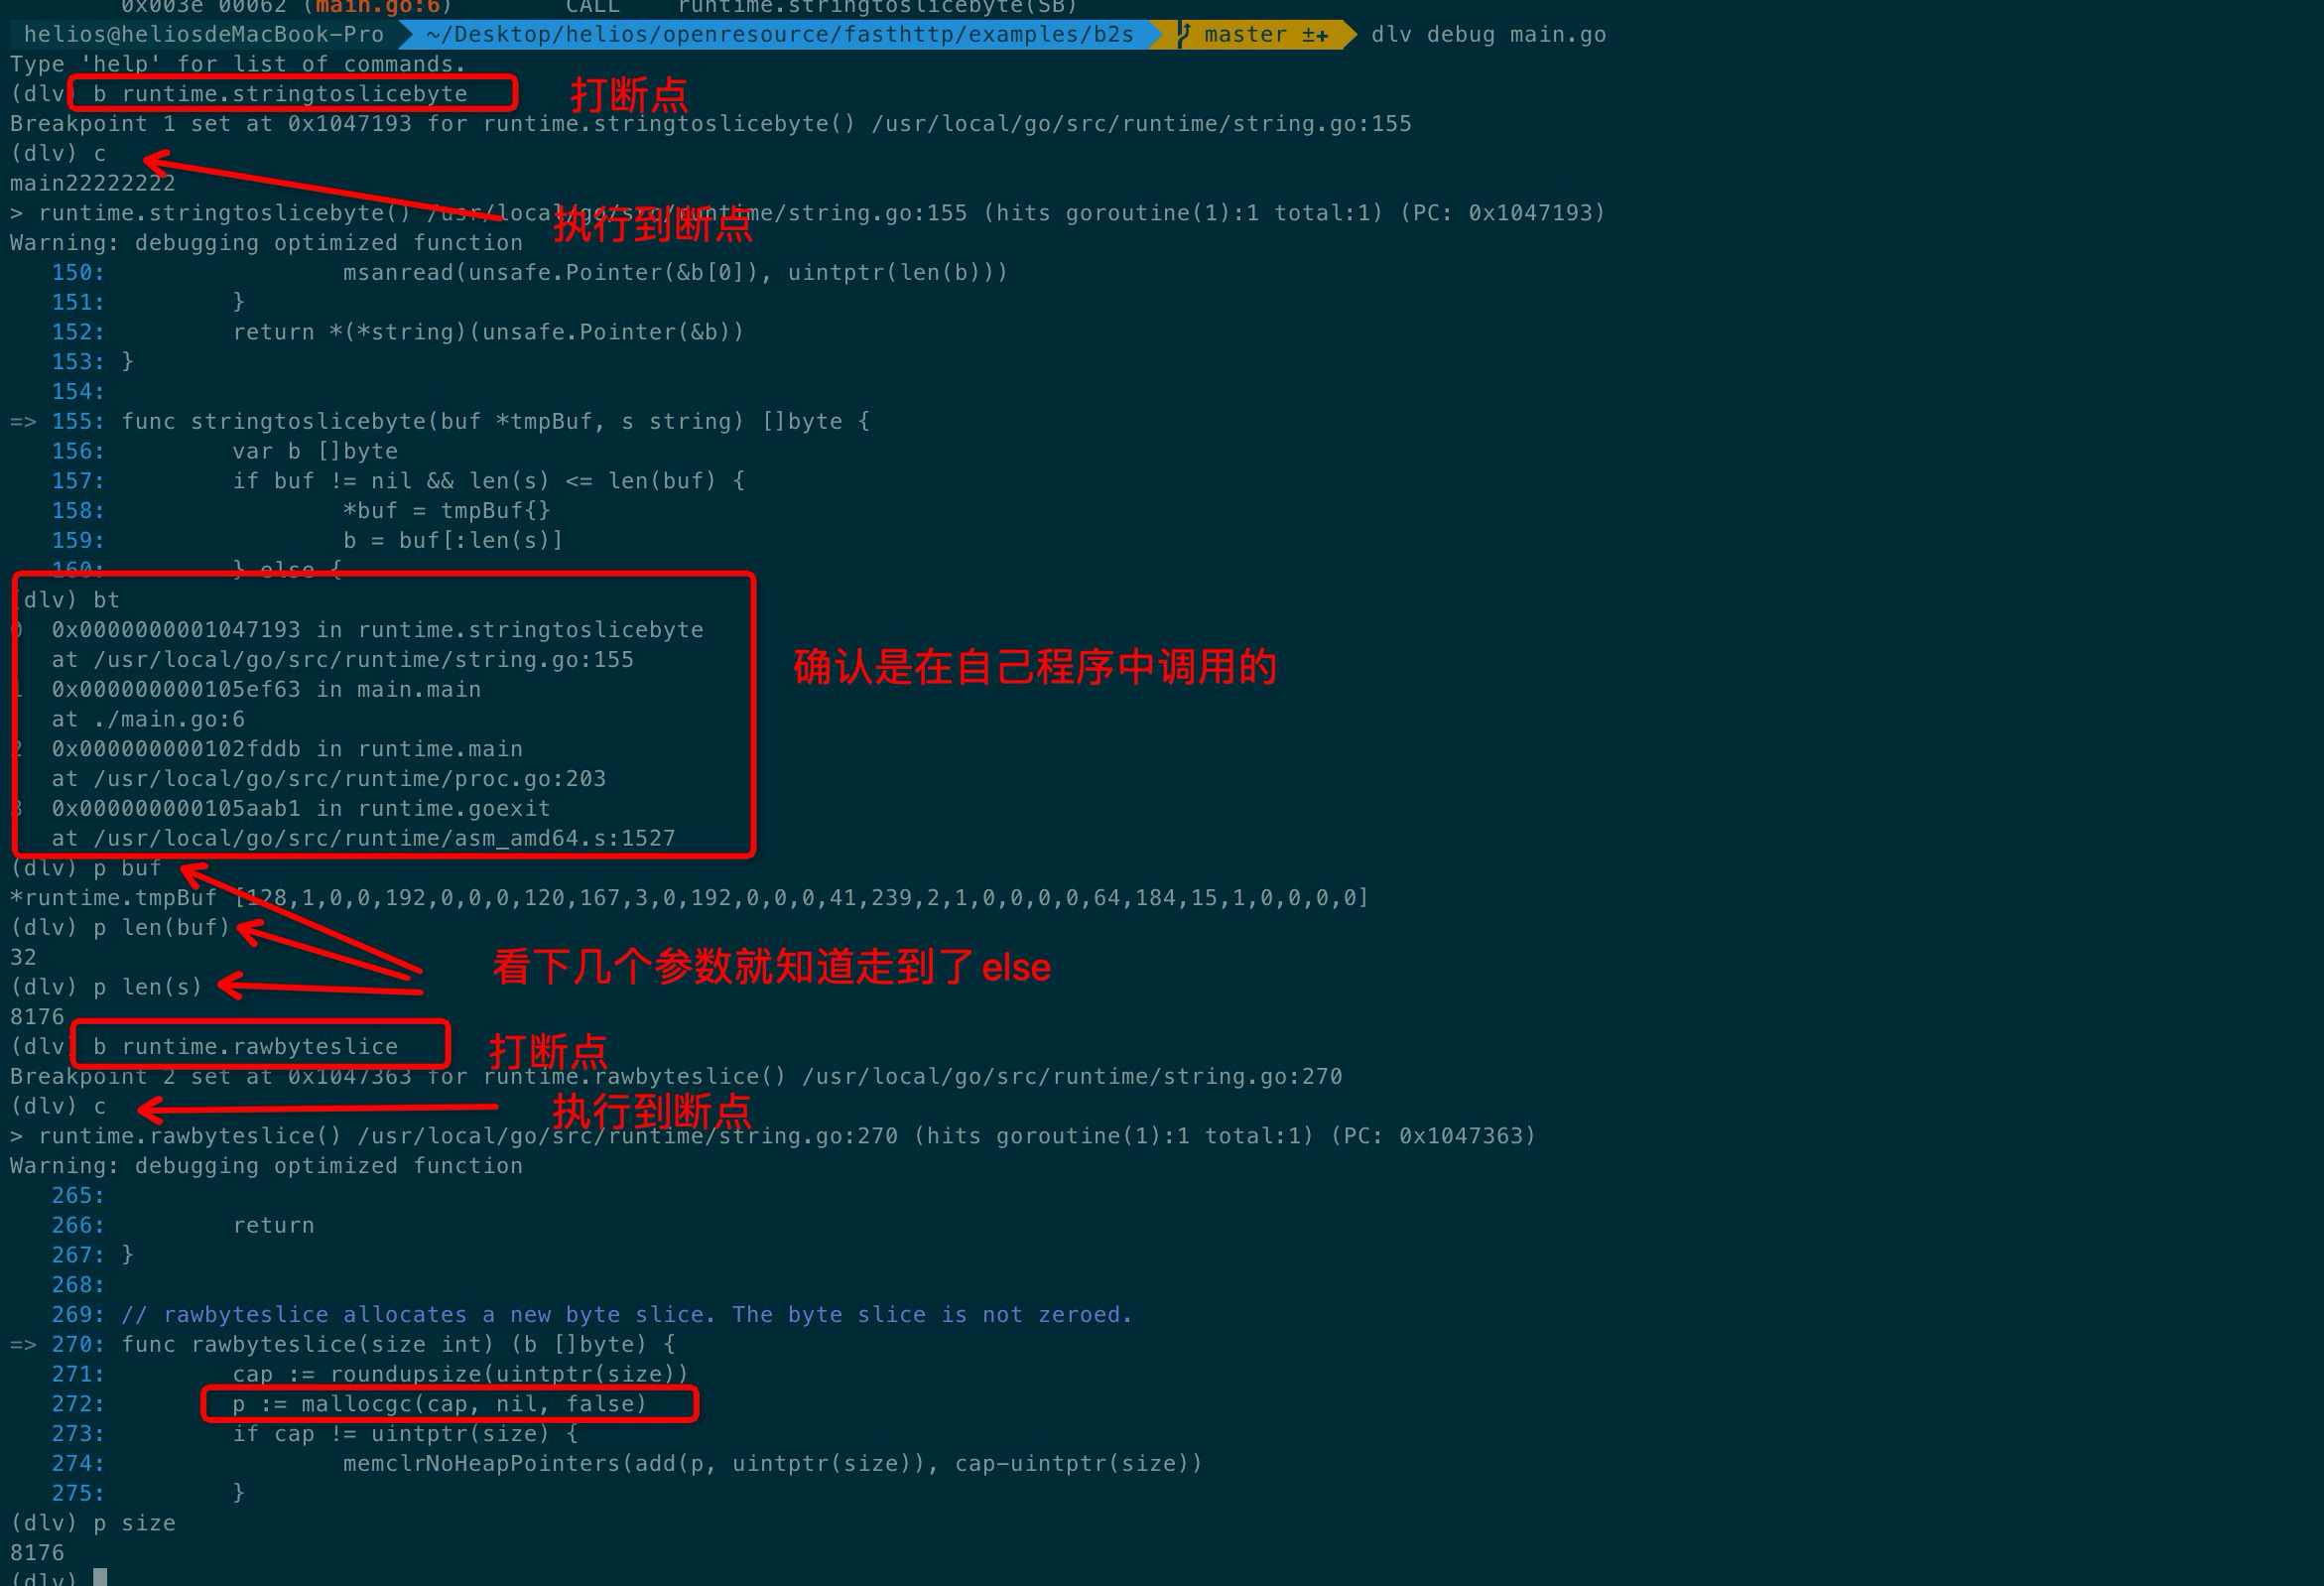 0x003e 00062 (main.go:6)        CALL    runtime.stringtoslicebyte(SB)
helios@heliosdeMacBook-Pro ~/Desktop/helios/openresource/fasthttp/examples/b2s master ±✚ dlv debug main.go
Type 'help' for list of commands.
(dlv) b runtime.stringtoslicebyte 打断点
Breakpoint 1 set at 0x1047193 for runtime.stringtoslicebyte() /usr/local/go/src/runtime/string.go:155
(dlv) c
main22222222
> runtime.stringtoslicebyte() /usr/local/go/src/runtime/string.go:155 (hits goroutine(1):1 total:1) (PC: 0x1047193)
执行到断点
Warning: debugging optimized function
150: msanread(unsafe.Pointer(&b[0]), uintptr(len(b)))
151: }
152: return *(*string)(unsafe.Pointer(&b))
153: }
154:
=> 155: func stringtoslicebyte(buf *tmpBuf, s string) []byte {
156: var b []byte
157: if buf != nil && len(s) <= len(buf) {
158: *buf = tmpBuf{}
159: b = buf[:len(s)]
160: } else {
(dlv) bt
0 0x0000000001047193 in runtime.stringtoslicebyte
at /usr/local/go/src/runtime/string.go:155
确认是在自己程序中调用的
1 0x000000000105ef63 in main.main
at ./main.go:6
2 0x000000000102fddb in runtime.main
at /usr/local/go/src/runtime/proc.go:203
3 0x000000000105aab1 in runtime.goexit
at /usr/local/go/src/runtime/asm_amd64.s:1527
(dlv) p buf
*runtime.tmpBuf [128,1,0,0,192,0,0,0,120,167,3,0,192,0,0,0,41,239,2,1,0,0,0,0,64,184,15,1,0,0,0,0]
(dlv) p len(buf)
32
看下几个参数就知道走到了else
(dlv) p len(s)
8176
(dlv) b runtime.rawbyteslice 打断点
Breakpoint 2 set at 0x1047363 for runtime.rawbyteslice() /usr/local/go/src/runtime/string.go:270
(dlv) c 执行到断点
> runtime.rawbyteslice() /usr/local/go/src/runtime/string.go:270 (hits goroutine(1):1 total:1) (PC: 0x1047363)
Warning: debugging optimized function
265:
266: return
267: }
268:
269: // rawbyteslice allocates a new byte slice. The byte slice is not zeroed.
=> 270: func rawbyteslice(size int) (b []byte) {
271: cap := roundupsize(uintptr(size))
272: p := mallocgc(cap, nil, false)
273: if cap != uintptr(size) {
274: memclrNoHeapPointers(add(p, uintptr(size)), cap-uintptr(size))
275: }
(dlv) p size
8176
(dlv)